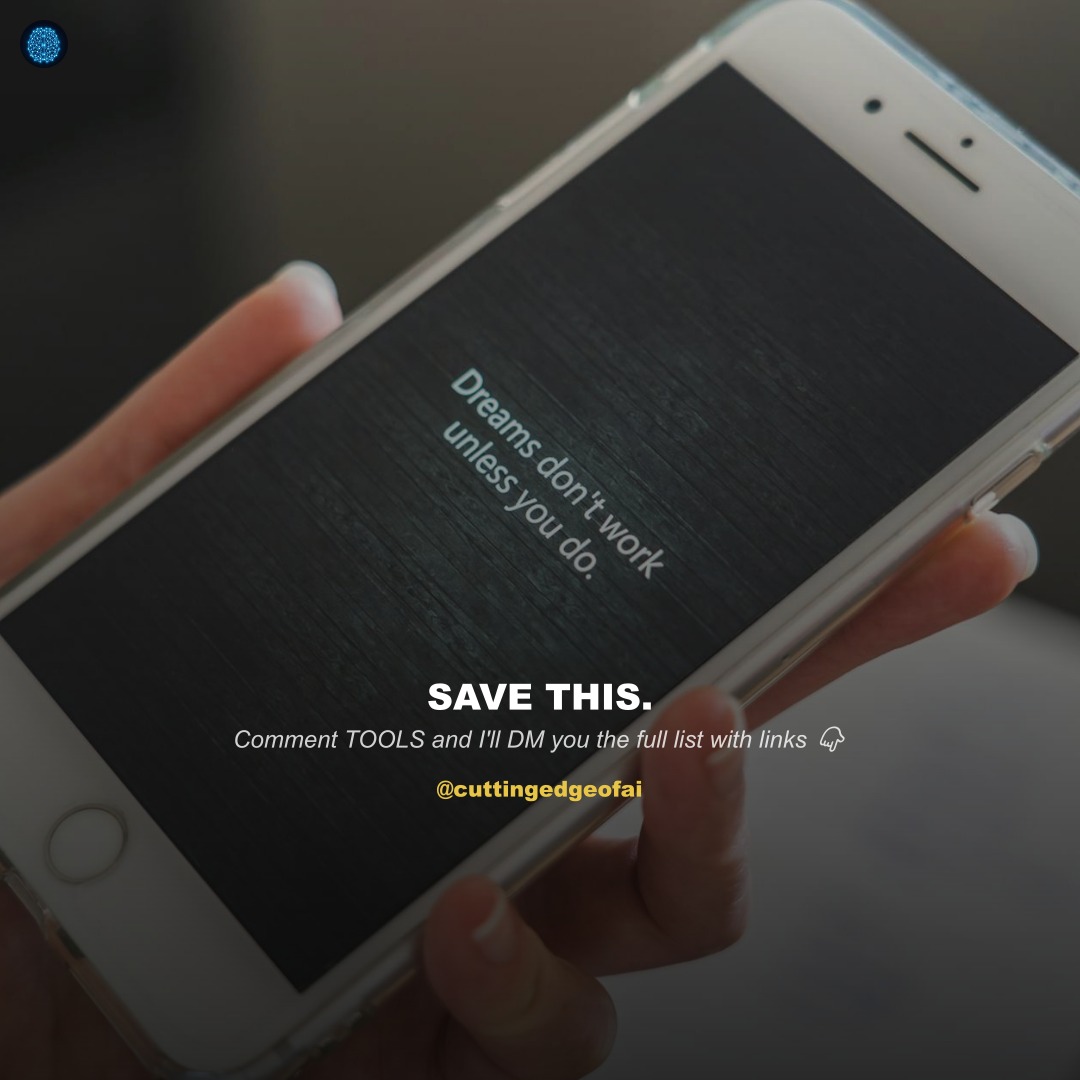 Dreams don't work
unless you do.
SAVE THIS.
Comment TOOLS and I'll DM you the full list with links 👇
@cuttingedgeofai